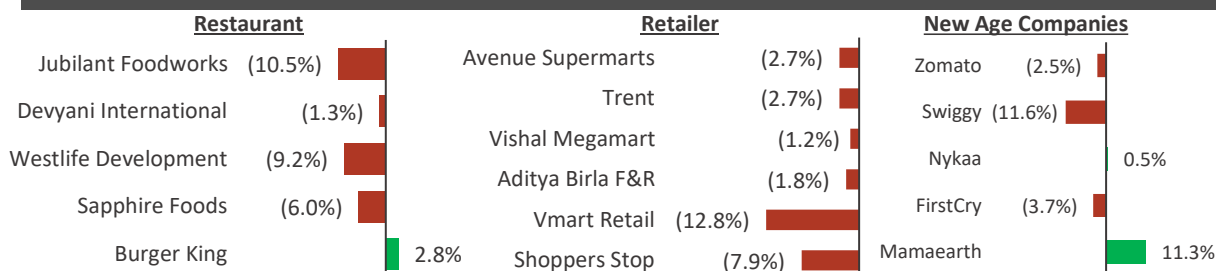 Restaurant
Jubilant Foodworks (10.5%)
Devyani International (1.3%)
Westlife Development (9.2%)
Sapphire Foods (6.0%)
Burger King 2.8%
Retailer
Avenue Supermarts (2.7%)
Trent (2.7%)
Vishal Megamart (1.2%)
Aditya Birla F&R (1.8%)
Vmart Retail (12.8%)
Shoppers Stop (7.9%)
New Age Companies
Zomato (2.5%)
Swiggy (11.6%)
Nykaa 0.5%
FirstCry (3.7%)
Mamaearth 11.3%